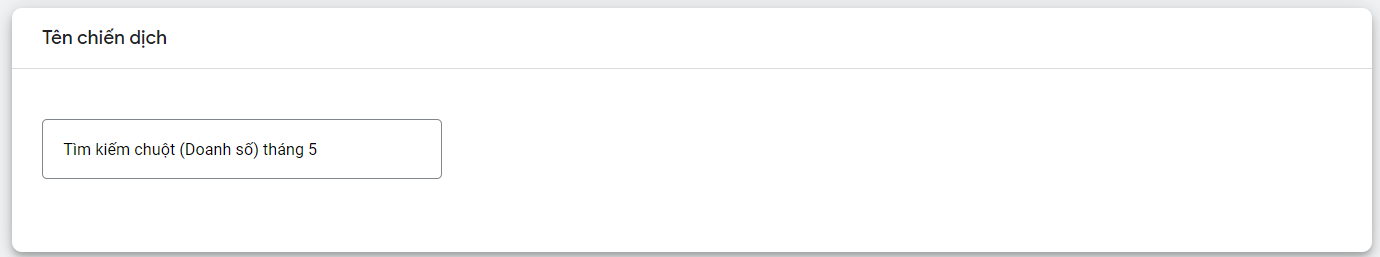 Tên chiến dịch
Tìm kiếm chuột (Doanh số) tháng 5